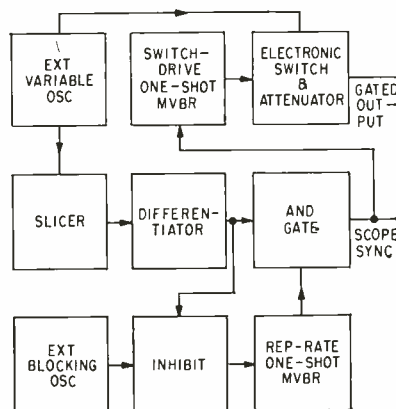 EXT
VARIABLE
OSC
SWITCH-
DRIVE
ONE-SHOT
MVBR
ELECTRONIC
SWITCH
&
ATTENUATOR
GATED
OUT-
PUT
SLICER
DIFFEREN-
TIATOR
AND
GATE
SCOPE
SYNC
EXT
BLOCKING
OSC
INHIBIT
REP-RATE
ONE-SHOT
MVBR